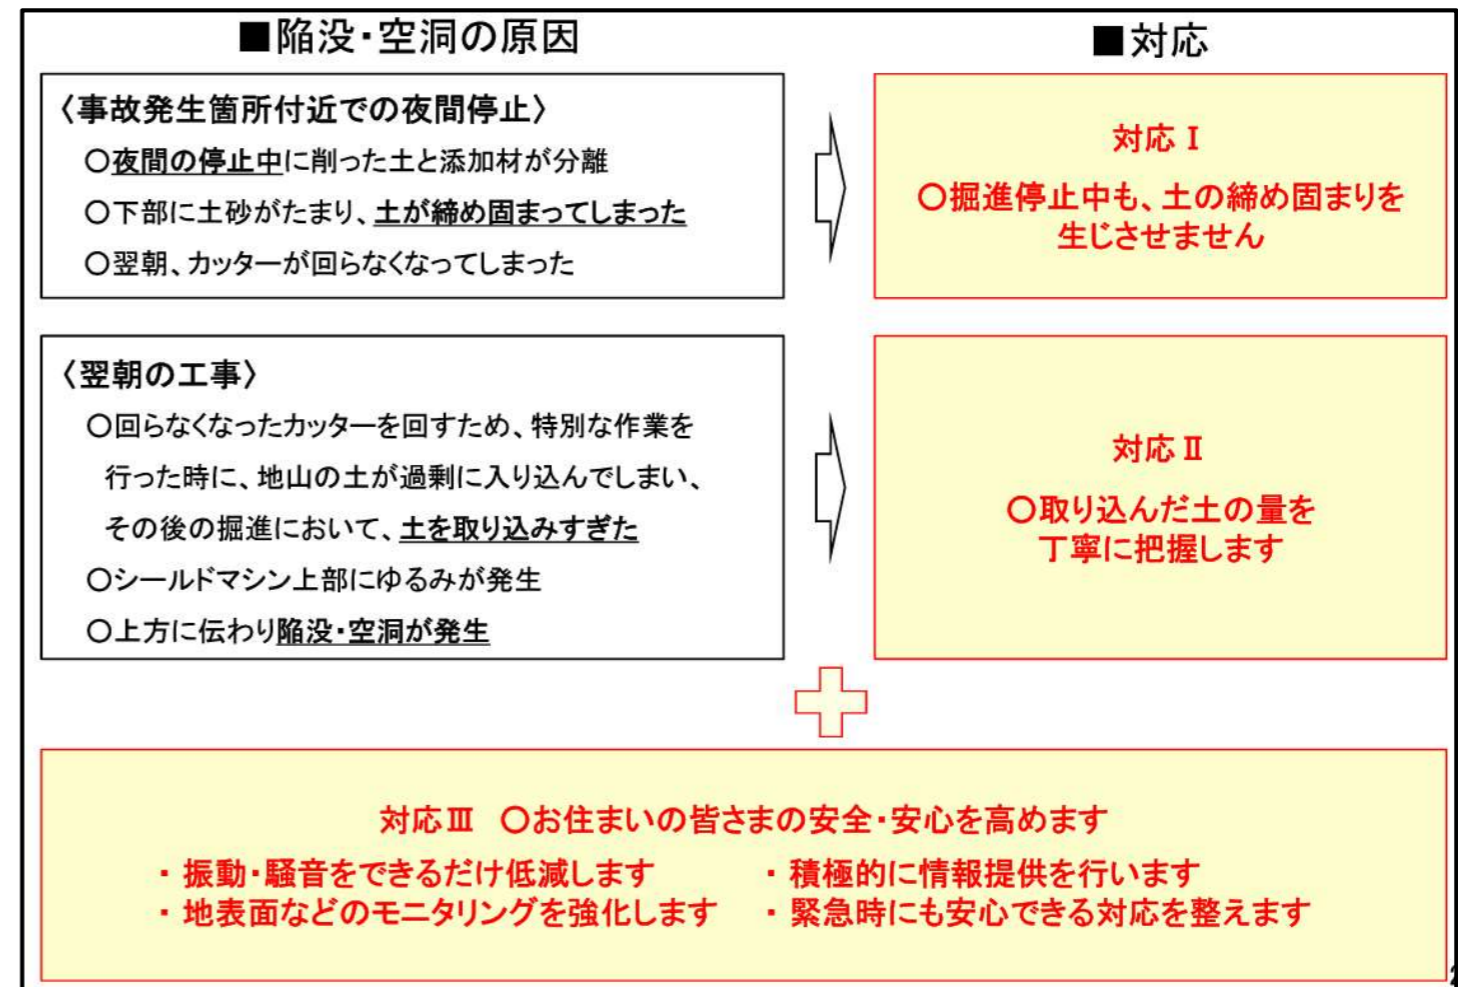 ■陥没・空洞の原因
■対応
〈事故発生箇所付近での夜間停止〉
〇夜間の停止中に削った土と添加材が分離
〇下部に土砂がたまり、土が締め固まってしまった
〇翌朝、カッターが回らなくなってしまった
対応Ⅰ
〇掘進停止中も、土の締め固まりを
生じさせません
〈翌朝の工事〉
〇回らなくなったカッターを回すため、特別な作業を
行った時に、地山の土が過剰に入り込んでしまい、
その後の掘進において、土を取り込みすぎた
〇シールドマシン上部にゆるみが発生
〇上方に伝わり陥没・空洞が発生
対応Ⅱ
〇取り込んだ土の量を
丁寧に把握します
対応Ⅲ 〇お住まいの皆さまの安全・安心を高めます
・振動・騒音をできるだけ低減します
・地表面などのモニタリングを強化します
・積極的に情報提供を行います
・緊急時にも安心できる対応を整えます